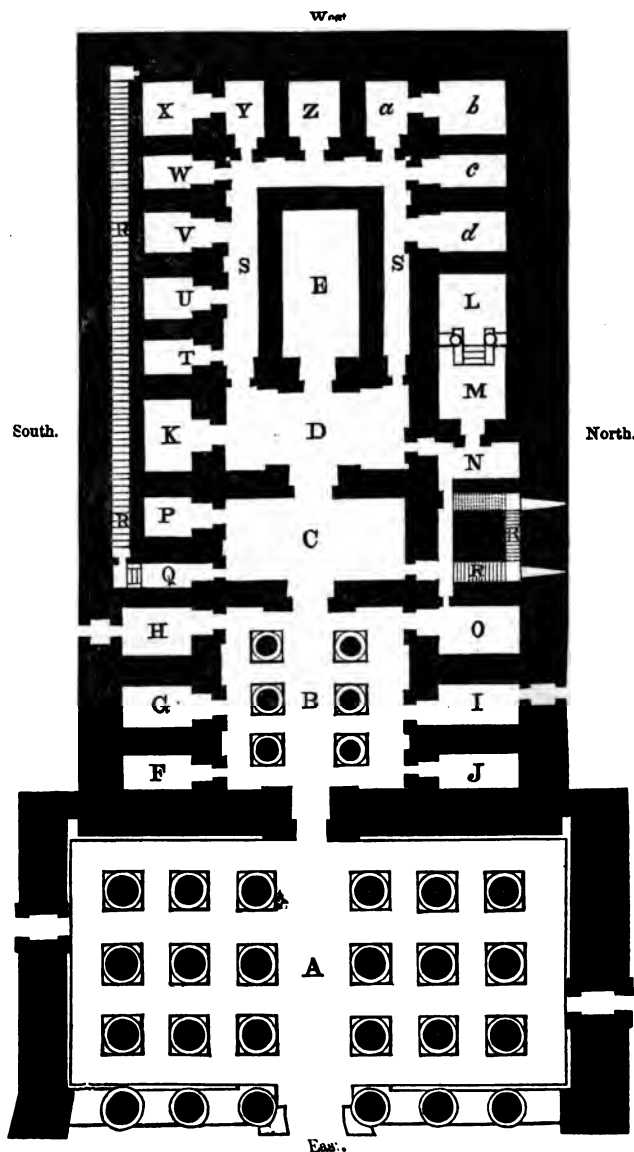 West
X Y Z a b
W c
R
V d
S E S
U L
T
M
South. K D North.
N
P C
R R
Q R
H O
B
G I
F J
A
East.